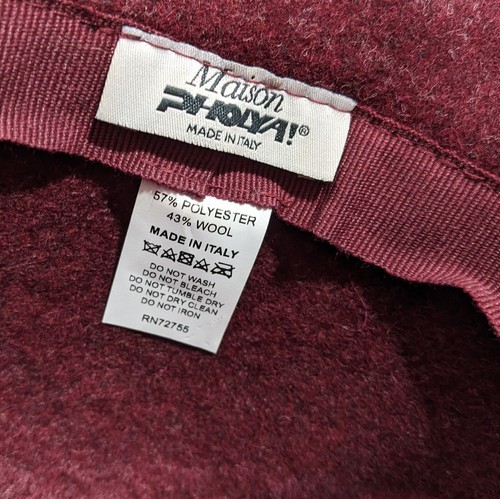 Maison
PHOLYA!®
MADE IN ITALY
57% POLYESTER
43% WOOL
MADE IN ITALY
DO NOT WASH
DO NOT BLEACH
DO NOT TUMBLE DRY
DO NOT DRY CLEAN
DO NOT IRON
RN72755